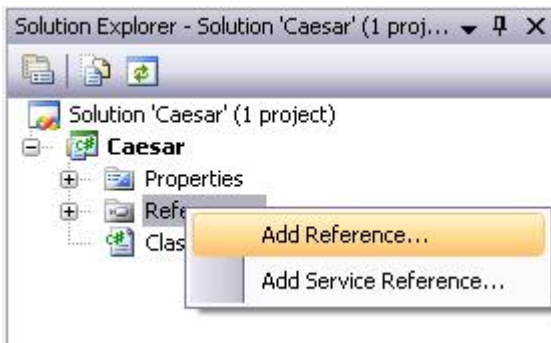 Solution Explorer - Solution 'Caesar' (1 proj...
Solution 'Caesar' (1 project)
Caesar
Properties
Add Reference...
Add Service Reference...